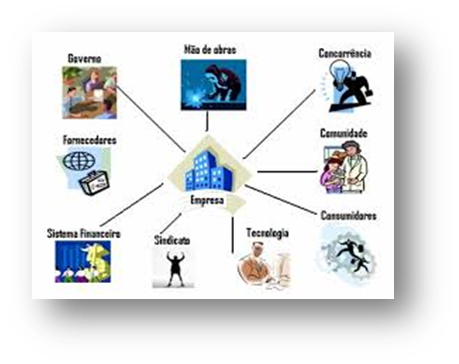 Governo
Mão de obras
Concorrência
Fornecedores
Comunidade
Empresa
Consumidores
Sistema Financeiro
Sindicato
Tecnologia